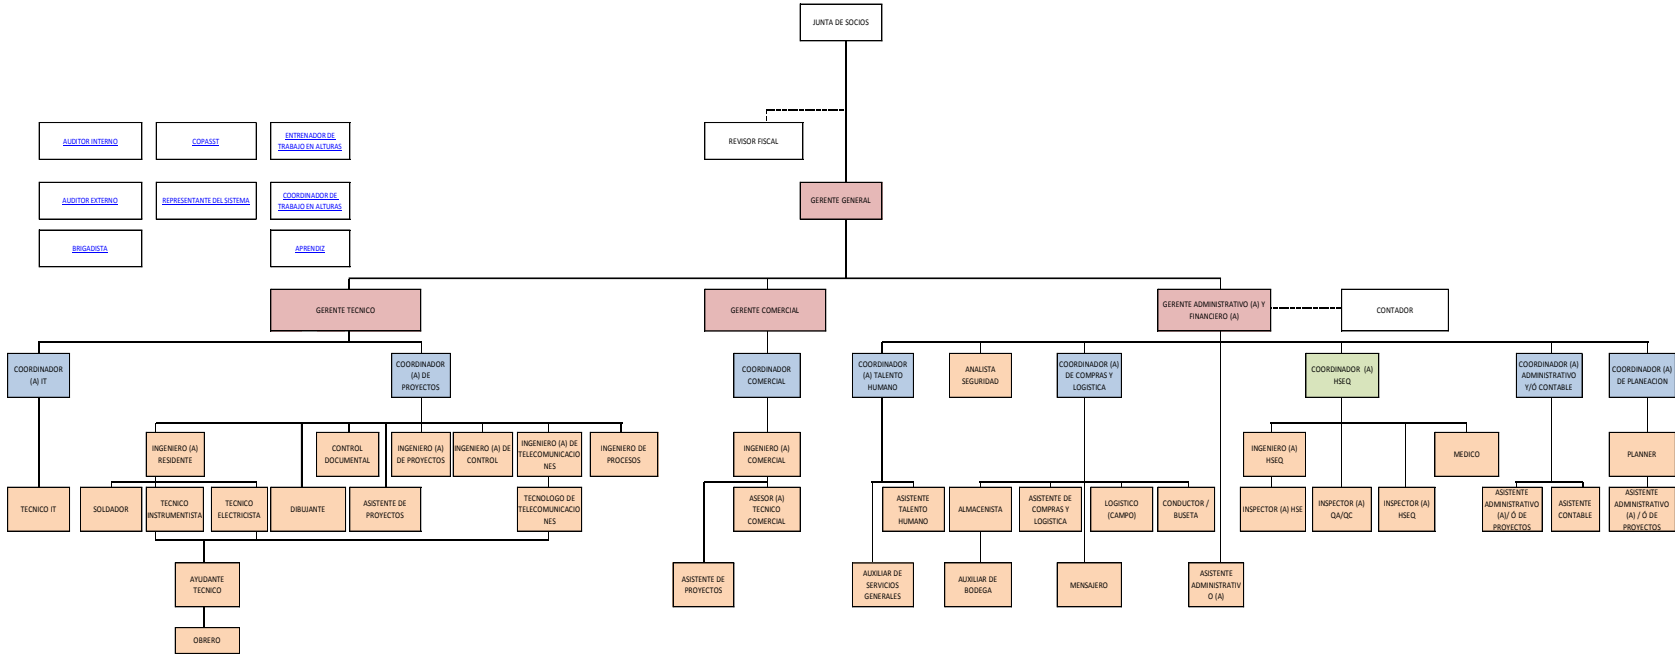 JUNTA DE SOCIOS
AUDITOR INTERNO
COPASST
ENTRENADOR DE
TRABAJO EN ALTURAS
REVISOR FISCAL
AUDITOR EXTERNO
REPRESENTANTE DEL SISTEMA
COORDINADOR DE
TRABAJO EN ALTURAS
GERENTE GENERAL
BRIGADISTA
APRENDIZ
GERENTE TECNICO
GERENTE COMERCIAL
GERENTE ADMINISTRATIVO (A) Y
FINANCIERO (A)
CONTADOR
COORDINADOR
(A) IT
COORDINADOR
(A) DE
PROYECTOS
COORDINADOR
COMERCIAL
COORDINADOR
(A) TALENTO
HUMANO
ANALISTA
SEGURIDAD
COORDINADOR (A)
DE COMPRAS Y
LOGISTICA
COORDINADOR (A)
HSEQ
COORDINADOR (A)
ADMINISTRATIVO
Y/Ó CONTABLE
COORDINADOR (A)
DE PLANEACION
INGENIERO (A)
RESIDENTE
CONTROL
DOCUMENTAL
INGENIERO (A)
DE PROYECTOS
INGENIERO (A) DE
CONTROL
INGENIERO (A) DE
TELECOMUNICACIO
NES
INGENIERO DE
PROCESOS
INGENIERO (A)
COMERCIAL
INGENIERO (A)
HSEQ
MEDICO
PLANNER
TECNICO IT
SOLDADOR
TECNICO
INSTRUMENTISTA
TECNICO
ELECTRICISTA
DIBUJANTE
ASISTENTE DE
PROYECTOS
TECNOLOGO DE
TELECOMUNICACIO
NES
ASESOR (A)
TECNICO
COMERCIAL
ASISTENTE
TALENTO
HUMANO
ALMACENISTA
ASISTENTE DE
COMPRAS Y
LOGISTICA
LOGISTICO
(CAMPO)
CONDUCTOR /
BUSETA
INSPECTOR (A) HSE
INSPECTOR (A)
QA/QC
INSPECTOR (A)
HSEQ
ASISTENTE
ADMINISTRATIVO
(A)/ Ó DE
PROYECTOS
ASISTENTE
CONTABLE
ASISTENTE
ADMINISTRATIVO
(A) / Ó DE
PROYECTOS
AYUDANTE
TECNICO
ASISTENTE DE
PROYECTOS
AUXILIAR DE
SERVICIOS
GENERALES
AUXILIAR DE
BODEGA
MENSAJERO
ASISTENTE
ADMINISTRATIV
O (A)
OBRERO